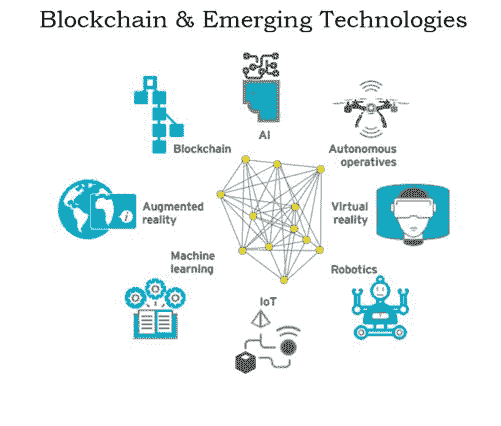 Blockchain & Emerging Technologies
AI
Blockchain
Autonomous
operatives
Augmented
reality
Virtual
reality
Machine
learning
Robotics
IoT
i